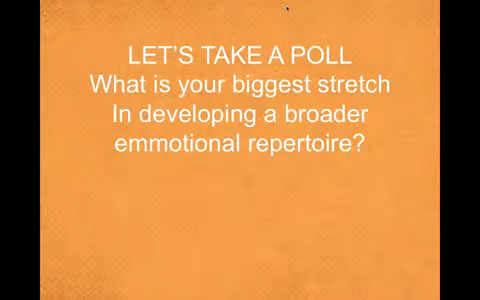 LET'S TAKE A POLL
What is your biggest stretch
In developing a broader
emmotional repertoire?